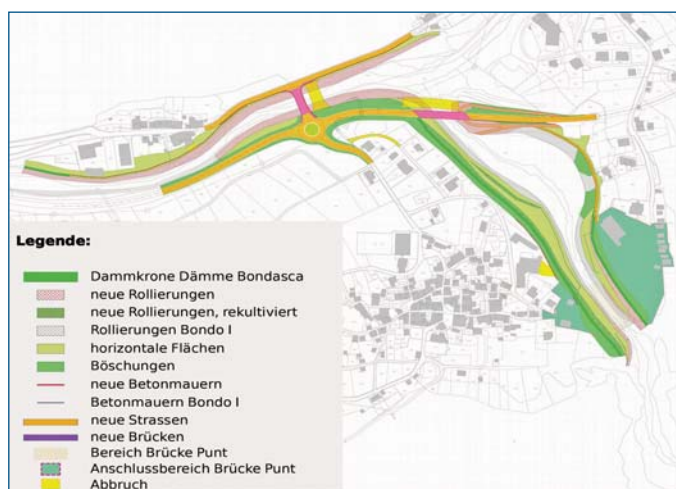 Legende:
Dammkrone Dämme Bondasca
neue Rollierungen
neue Rollierungen, rekultiviert
Rollierungen Bondo I
horizontale Flächen
Böschungen
neue Betonmauern
Betonmauern Bondo I
neue Strassen
neue Brücken
Bereich Brücke Punt
Anschlussbereich Brücke Punt
Abbruch